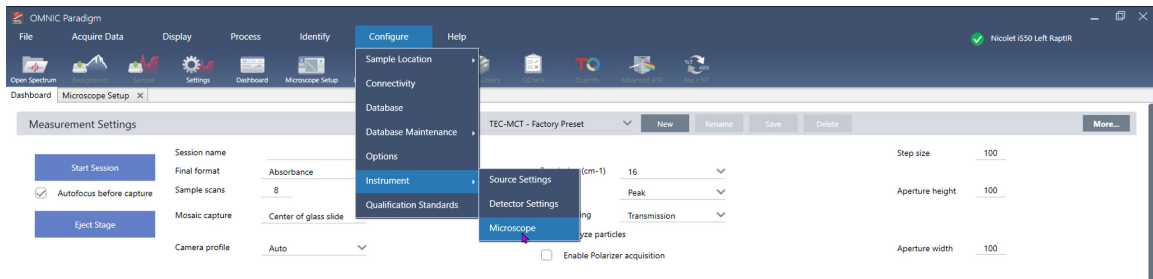 OMNIC Paradigm
File Acquire Data Display Process Identify Configure Help
Nicolet iS50 Left RaptIR
Open Spectrum Background Sample Settings Dashboard Microscope Setup Library QCheck Quantify Advanced ATR Abs / %T
Dashboard Microscope Setup
Sample Location
Connectivity
Database
Database Maintenance
Options
Instrument
Qualification Standards
Source Settings
Detector Settings
Microscope
Measurement Settings TEC-MCT - Factory Preset New Rename Save Delete More...
Session name Step size 100
Start Session Final format Absorbance (cm-1) 16
Autofocus before capture Sample scans 8 Peak Aperture height 100
Eject Stage Mosaic capture Center of glass slide Transmission
particles
Camera profile Auto Enable Polarizer acquisition Aperture width 100